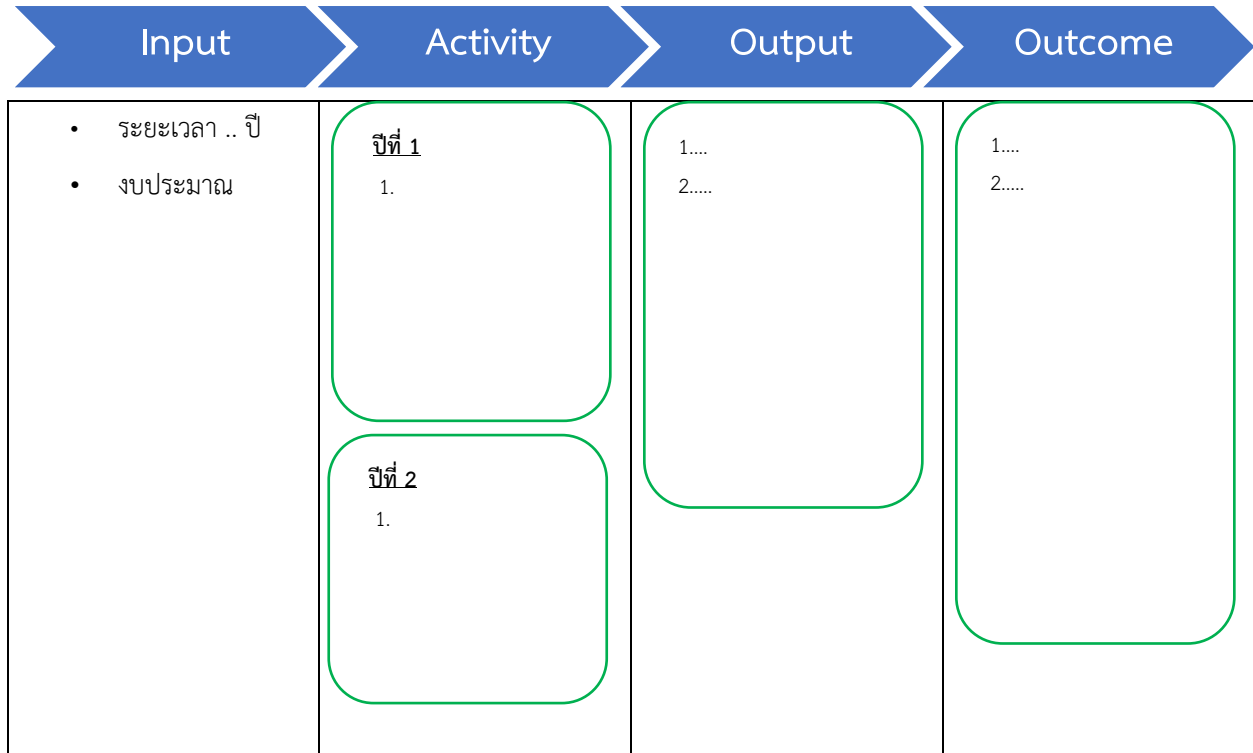 Input
Activity
Output
Outcome
• ระยะเวลา .. ปี
• งบประมาณ
ปีที่ 1
1.
ปีที่ 2
1.
1....
2.....
1....
2.....